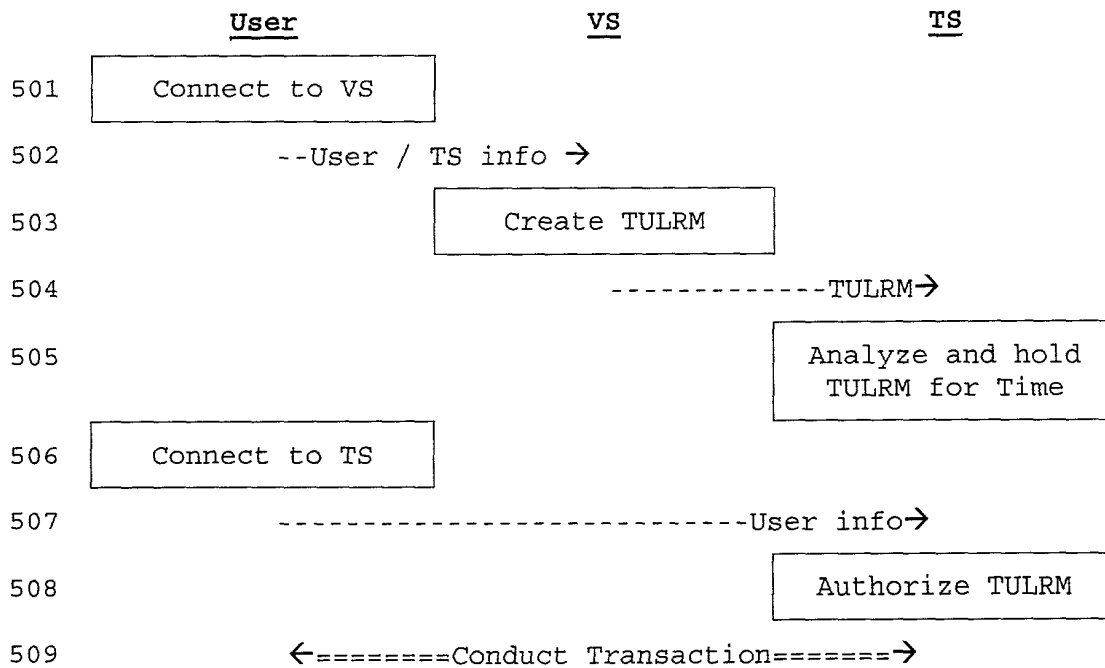 User VS TS
501 Connect to VS
502 --User / TS info →
503 Create TULRM
504 -------------TULRM→
505 Analyze and hold
TULRM for Time
506 Connect to TS
507 -----------------------User info→
508 Authorize TULRM
509 ←========Conduct Transaction=======→